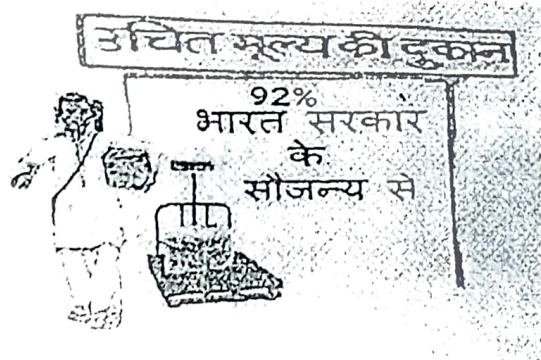 उचित मूल्य की दुकान
92%
भारत सरकार
के
सौजन्य से